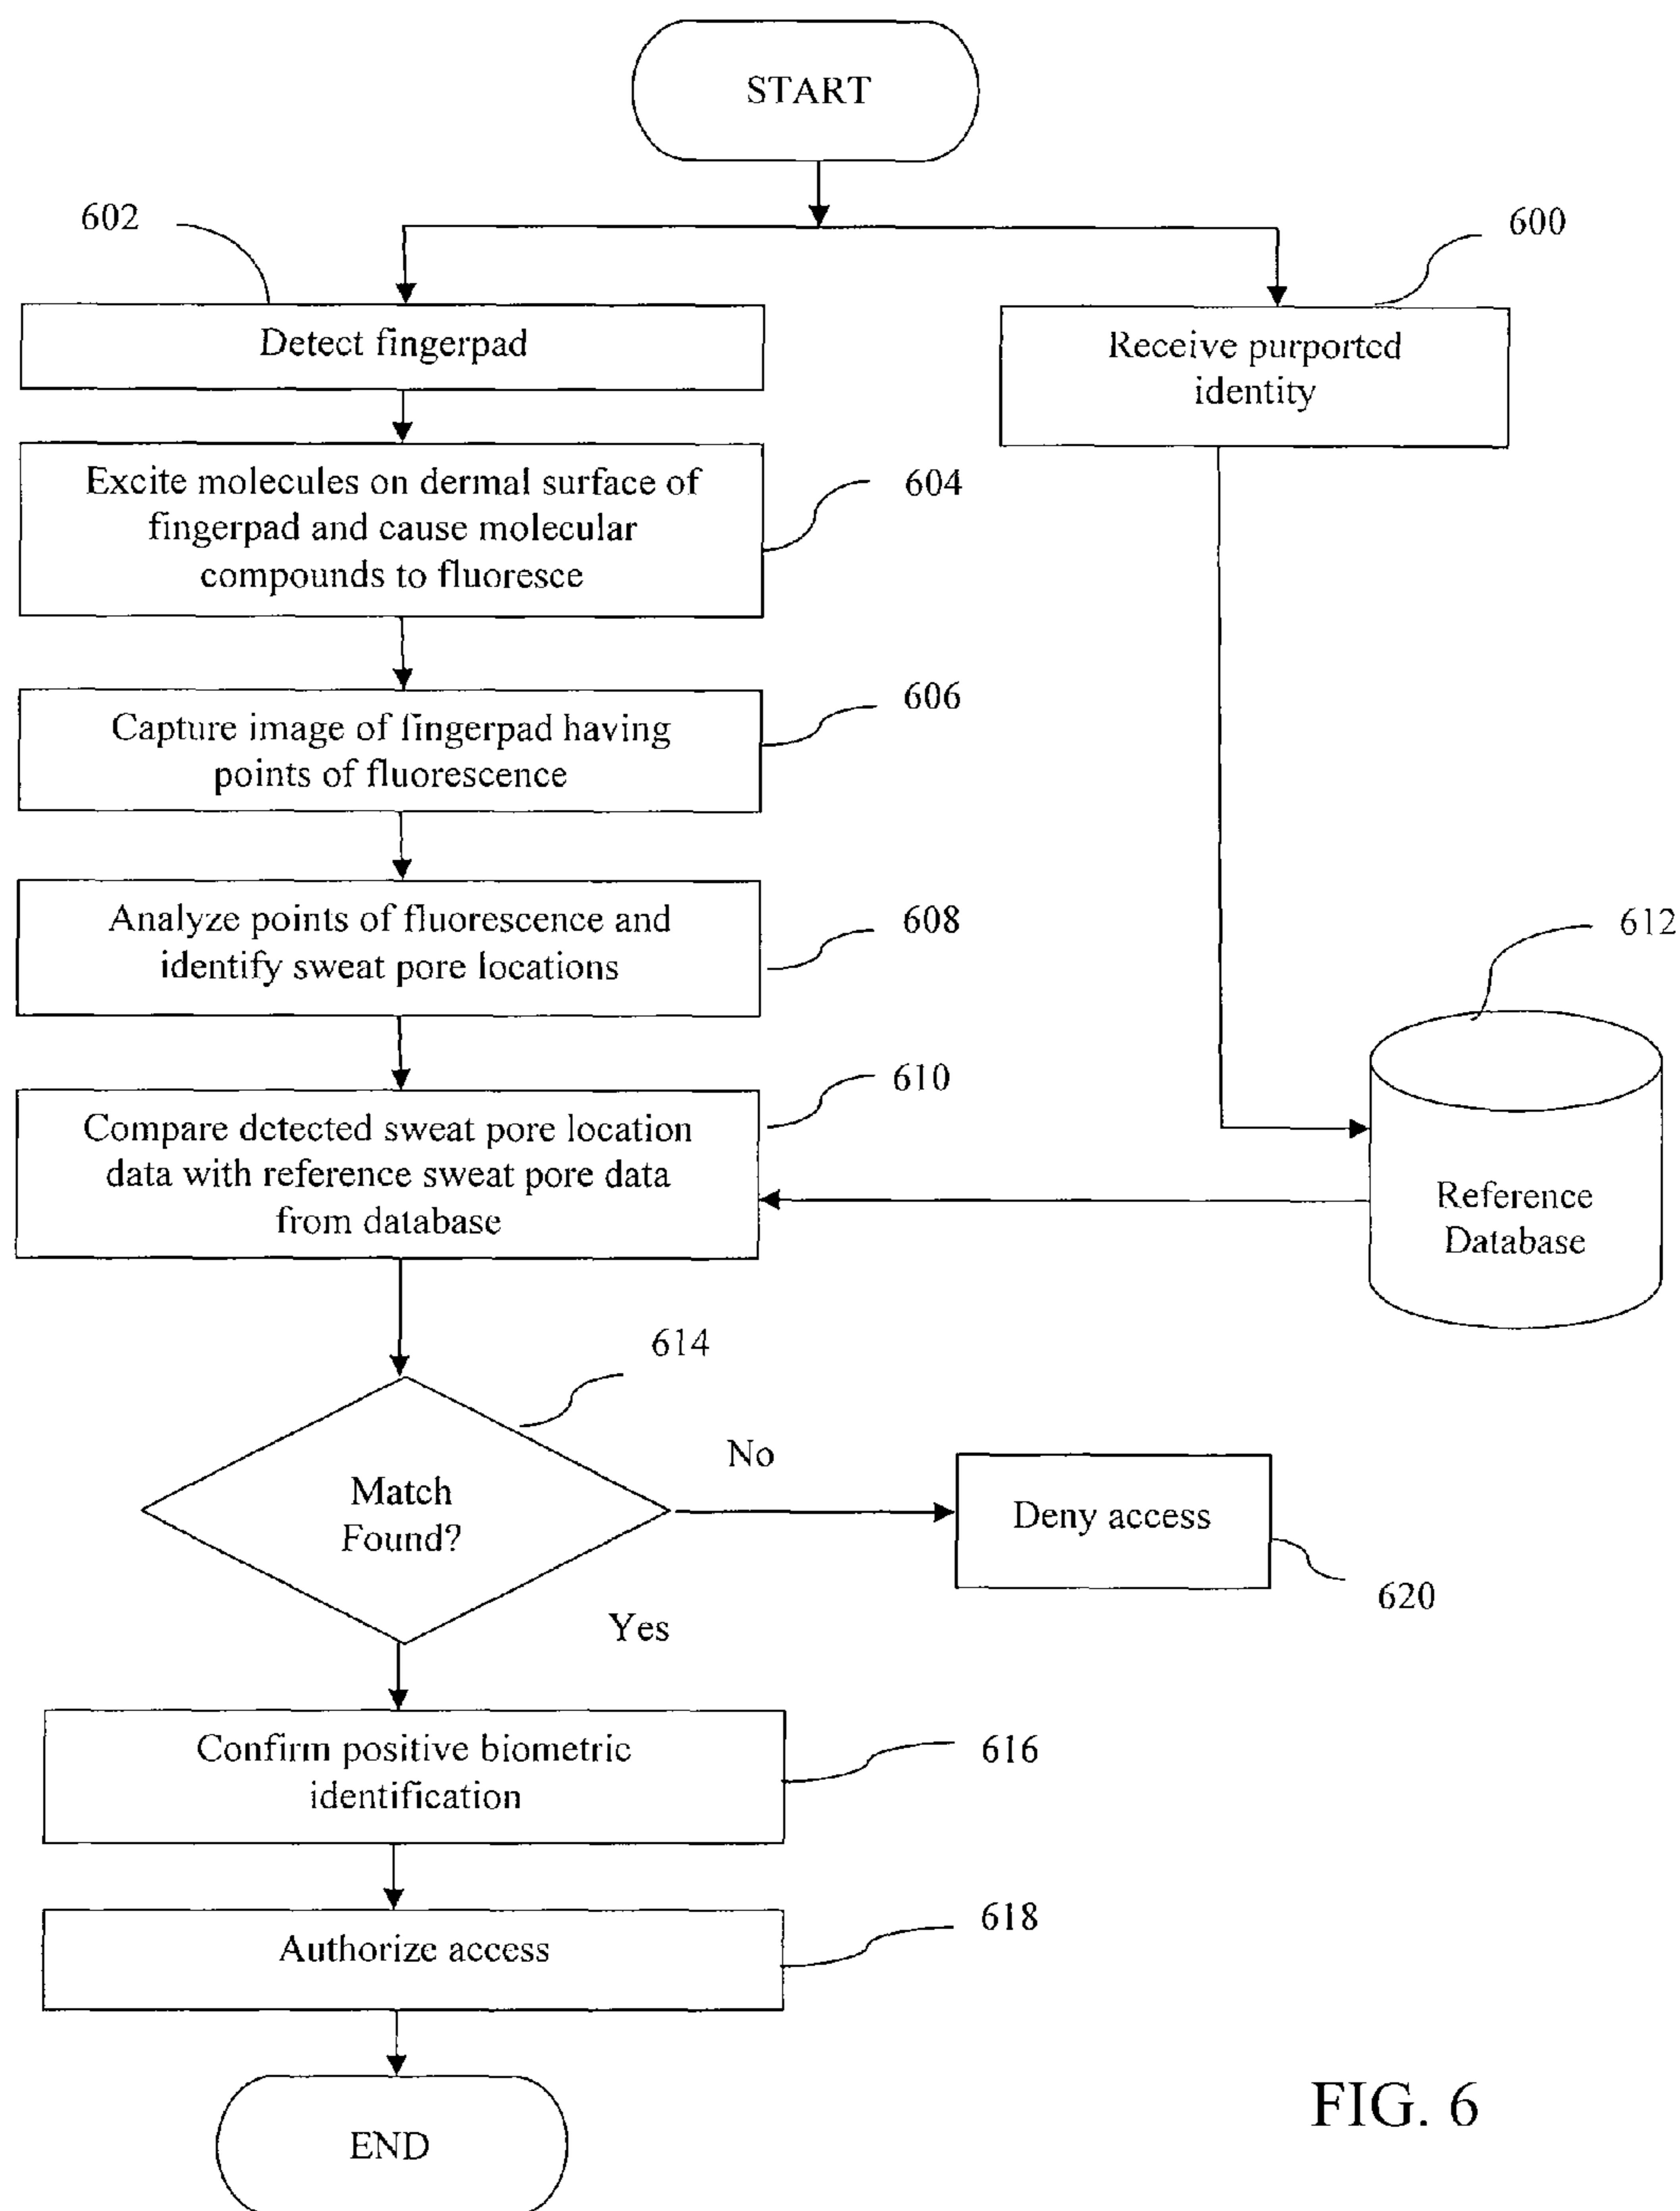 START
602
600
Detect fingerpad
Receive purported
identity
Excite molecules on dermal surface of
fingerpad and cause molecular
compounds to fluoresce
604
Capture image of fingerpad having
points of fluorescence
606
Analyze points of fluorescence and
identify sweat pore locations
608
612
Compare detected sweat pore location
data with reference sweat pore data
from database
610
Reference
Database
614
Match
Found?
No
Deny access
620
Yes
Confirm positive biometric
identification
616
Authorize access
618
END
FIG. 6